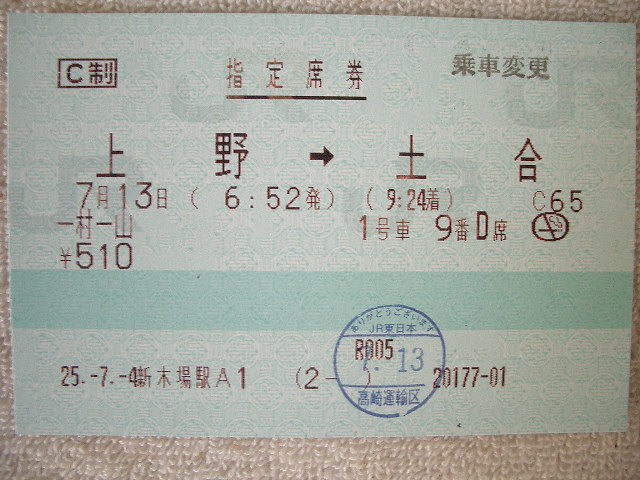 C制 指定席券 乗車変更
上野 → 土合
7月13日 ( 6:52発) ( 9:24着) C65
一村一山 1号車 9番D席
¥510
ありがとうございます
JR東日本
R005
7.13
25.-7.-4新木場駅A1 (2- ) 20177-01
高崎運輸区